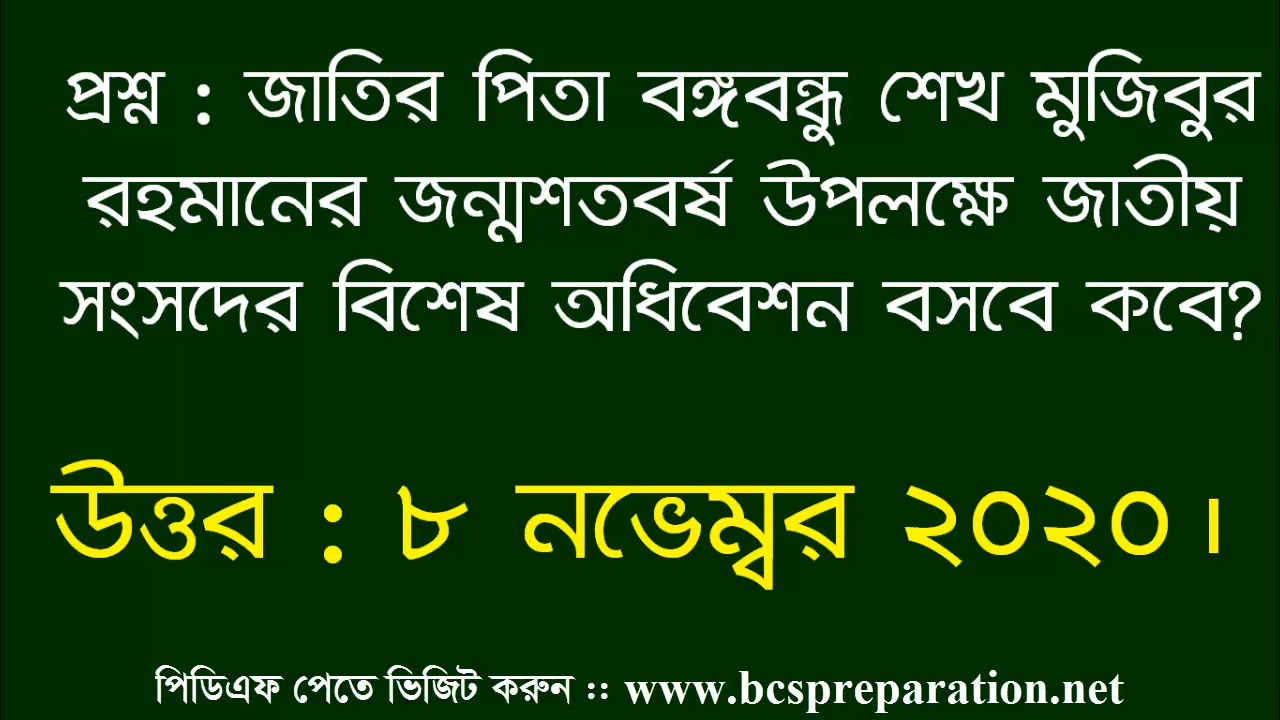 প্রশ্ন : জাতির পিতা বঙ্গবন্ধু শেখ মুজিবুর
রহমানের জন্মশতবর্ষ উপলক্ষে জাতীয়
সংসদের বিশেষ অধিবেশন বসবে কবে?
উত্তর : ৮ নভেম্বর ২০২০।
পিডিএফ পেতে ভিজিট করুন :: www.bcspreparation.net